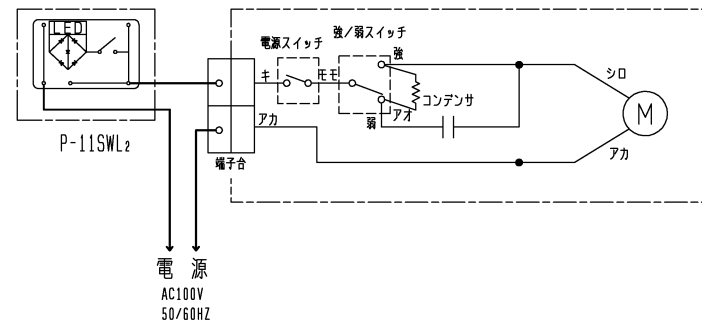 LED
P-11SWL₂
電源スイッチ
強/弱スイッチ
強
キ
モモ
コンデンサ
アオ
弱
アカ
端子合
シロ
M
アカ
電 源
AC100V
50/60HZ